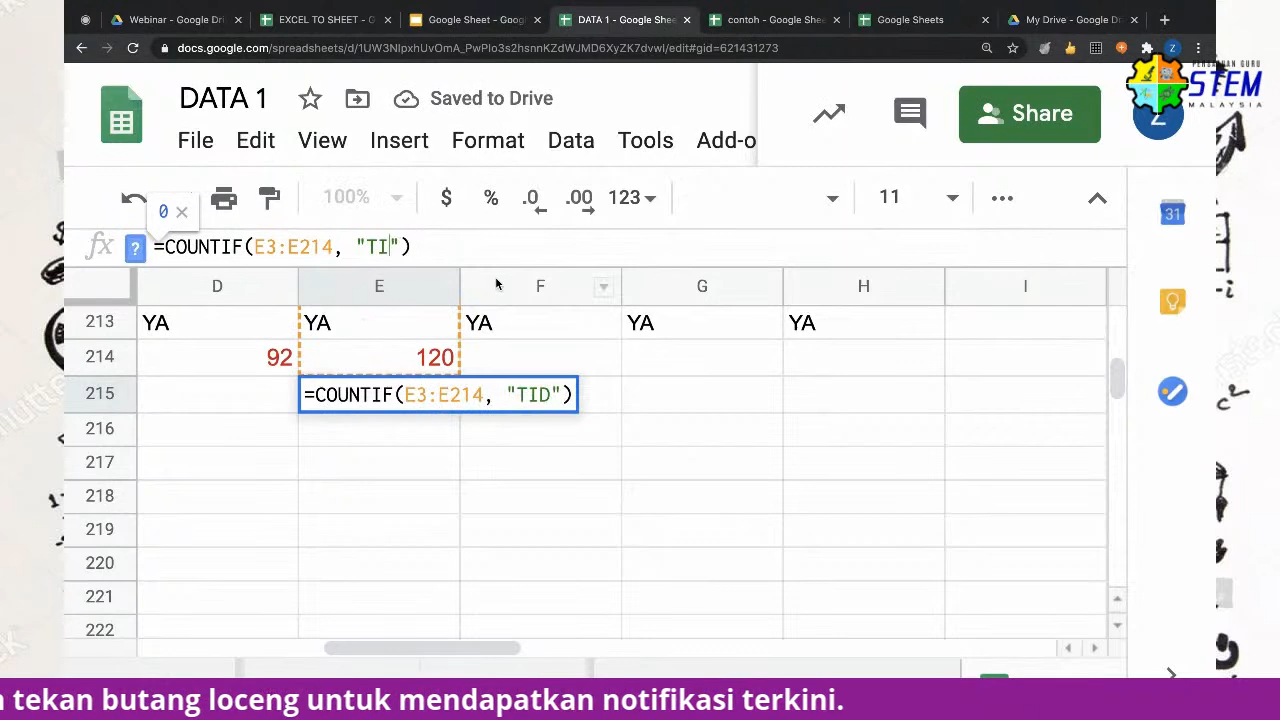 Webinar - Google Dri
EXCEL TO SHEET - G
Google Sheet - Goog
DATA 1 - Google Shee
contoh - Google Shee
Google Sheets
My Drive - Google D
docs.google.com/spreadsheets/d/1UW3NlpxhUvOmA_PwPlo3s2hsnnKZdWJMD6XyZK7dvwI/edit#gid=621431273
PERSATUAN GURU
STEM
MALAYSIA
DATA 1
Saved to Drive
Share
File Edit View Insert Format Data Tools Add-o
100% $ % .0 .00 123 11
0 ×
fx ? =COUNTIF(E3:E214, "TI")
D E F G H I
213 YA YA YA YA YA
214 92 120
215 =COUNTIF(E3:E214, "TID")
216
217
218
219
220
221
222
31
Z
tekan butang loceng untuk mendapatkan notifikasi terkini.